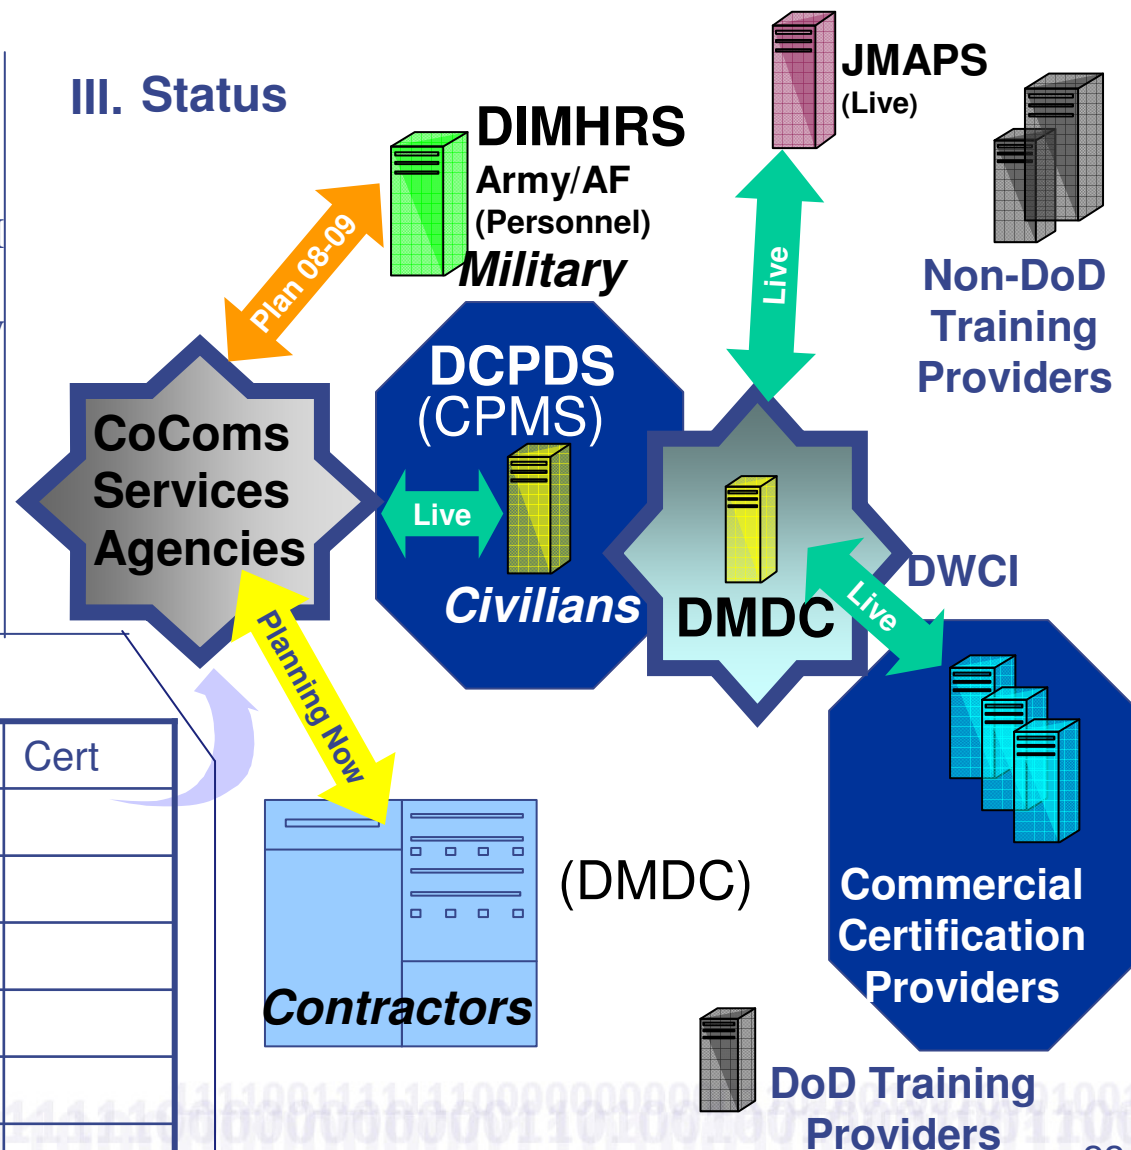 III. Status
JMAPS
(Live)
DIMHRS
Army/AF
(Personnel)
Military
Plan 08-09
Live
Non-DoD
Training
Providers
DCPDS
(CPMS)
CoComs
Services
Agencies
Live
Civilians
DMDC
Live
DWCI
Planning Now
Cert
(DMDC)
Contractors
Commercial
Certification
Providers
DoD Training
Providers